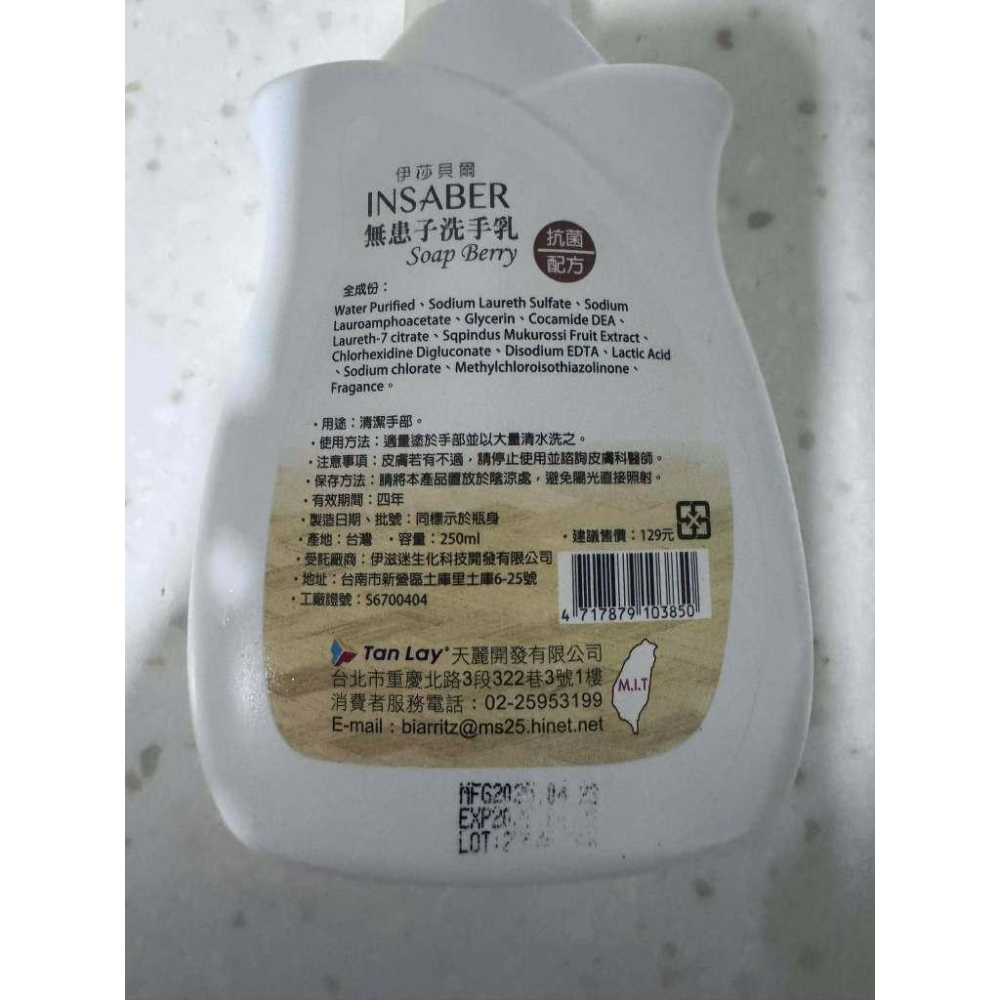 伊莎貝爾
INSABER
無患子洗手乳
Soap Berry
抗菌
配方
全成份：
Water Purified、Sodium Laureth Sulfate、Sodium
Lauroamphoacetate、Glycerin、Cocamide DEA、
Laureth-7 citrate、Sqpindus Mukurossi Fruit Extract、
Chlorhexidine Digluconate、Disodium EDTA、Lactic Acid
、Sodium chlorate、Methylchloroisothiazolinone、
Fragance。
・用途：清潔手部。
・使用方法：適量塗於手部並以大量清水洗之。
・注意事項：皮膚若有不適，請停止使用並諮詢皮膚科醫師。
・保存方法：請將本產品置放於陰涼處，避免陽光直接照射。
・有效期間：四年
・製造日期、批號：同標示於瓶身
・產地：台灣 ・容量：250ml
・建議售價：129元
・受託廠商：伊滋迷生化科技開發有限公司
・地址：台南市新營區土庫里土庫6-25號
・工廠證號：S6700404
4 717879 103850
Tan Lay® 天麗開發有限公司
台北市重慶北路3段322巷3號1樓
消費者服務電話：02-25953199
E-mail：biarritz@ms25.hinet.net
M.I.T
MFG202 .04
EXP20
LOT:2